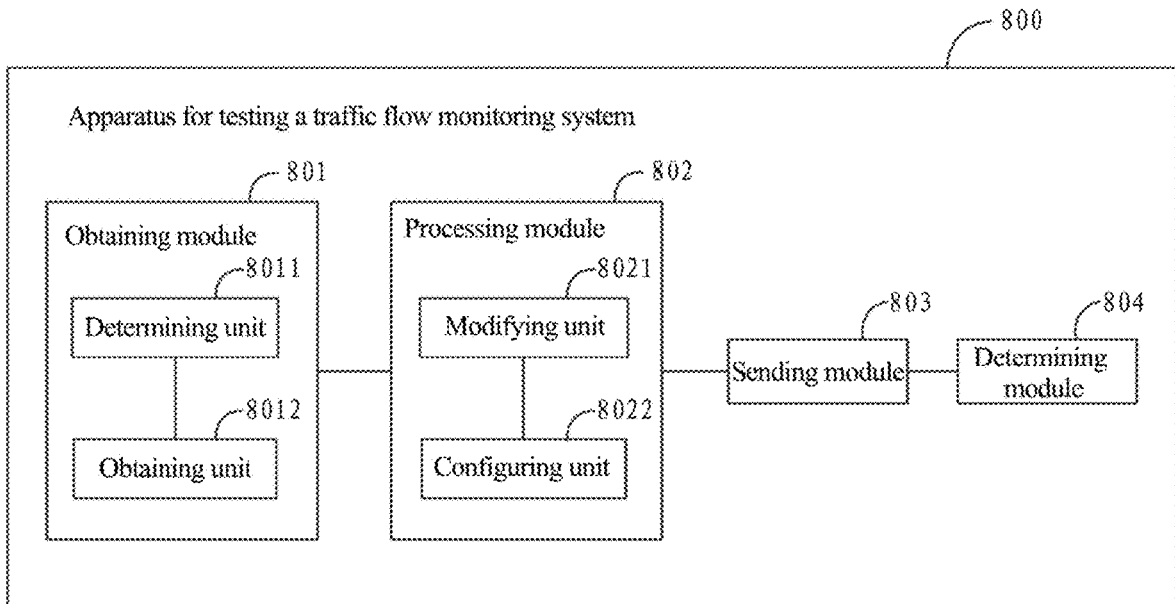 800
Apparatus for testing a traffic flow monitoring system
801
802
Obtaining module
Processing module
8011
8021
Determining unit
Modifying unit
803
804
Sending module
Determining
module
8012
8022
Obtaining unit
Configuring unit